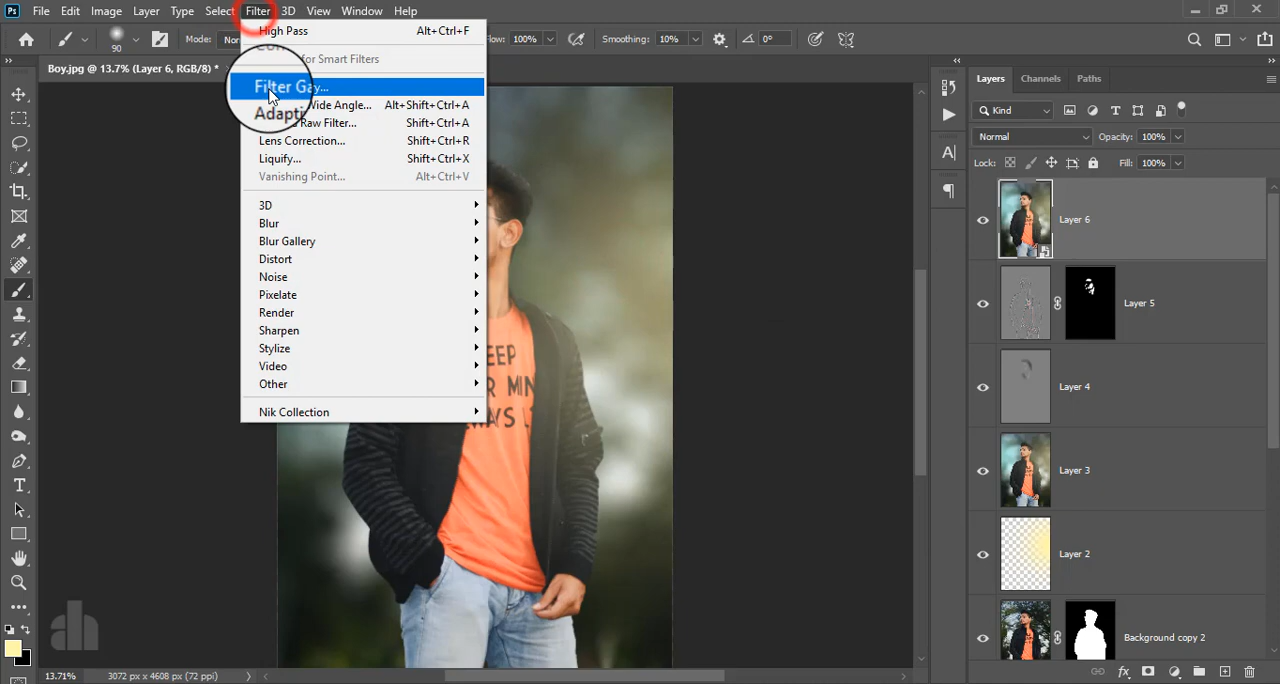 Ps File Edit Image Layer Type Select Filter 3D View Window Help
90 Mode: Flow: 100% Smoothing: 10% 0°
Boy.jpg @ 13.7% (Layer 6, RGB/8) *
High Pass Alt+Ctrl+F
for Smart Filters
Filter Ga
Adapti Wide Angle... Alt+Shift+Ctrl+A
Raw Filter... Shift+Ctrl+A
Lens Correction... Shift+Ctrl+R
Liquify... Shift+Ctrl+X
Vanishing Point... Alt+Ctrl+V
3D
Blur
Blur Gallery
Distort
Noise
Pixelate
Render
Sharpen
Stylize
Video
Other
Nik Collection
EEP
R MIN
WAYS
Layers Channels Paths
Kind
Normal Opacity: 100%
Lock: Fill: 100%
Layer 6
Layer 5
Layer 4
Layer 3
Layer 2
Background copy 2
ah
13.71% 3072 px x 4608 px (72 ppi)